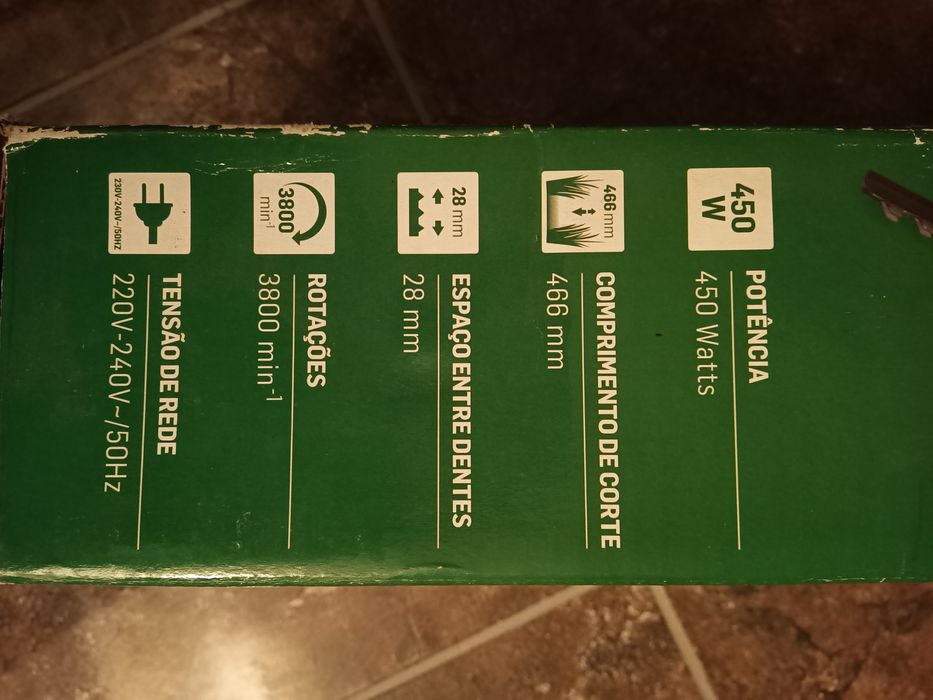 450
W
POTÊNCIA
450 Watts
466 mm
COMPRIMENTO DE CORTE
466 mm
28 mm
ESPAÇO ENTRE DENTES
28 mm
3800
min-1
ROTAÇÕES
3800 min-1
230V-240V~/50HZ
TENSÃO DE REDE
220V-240V~/50Hz